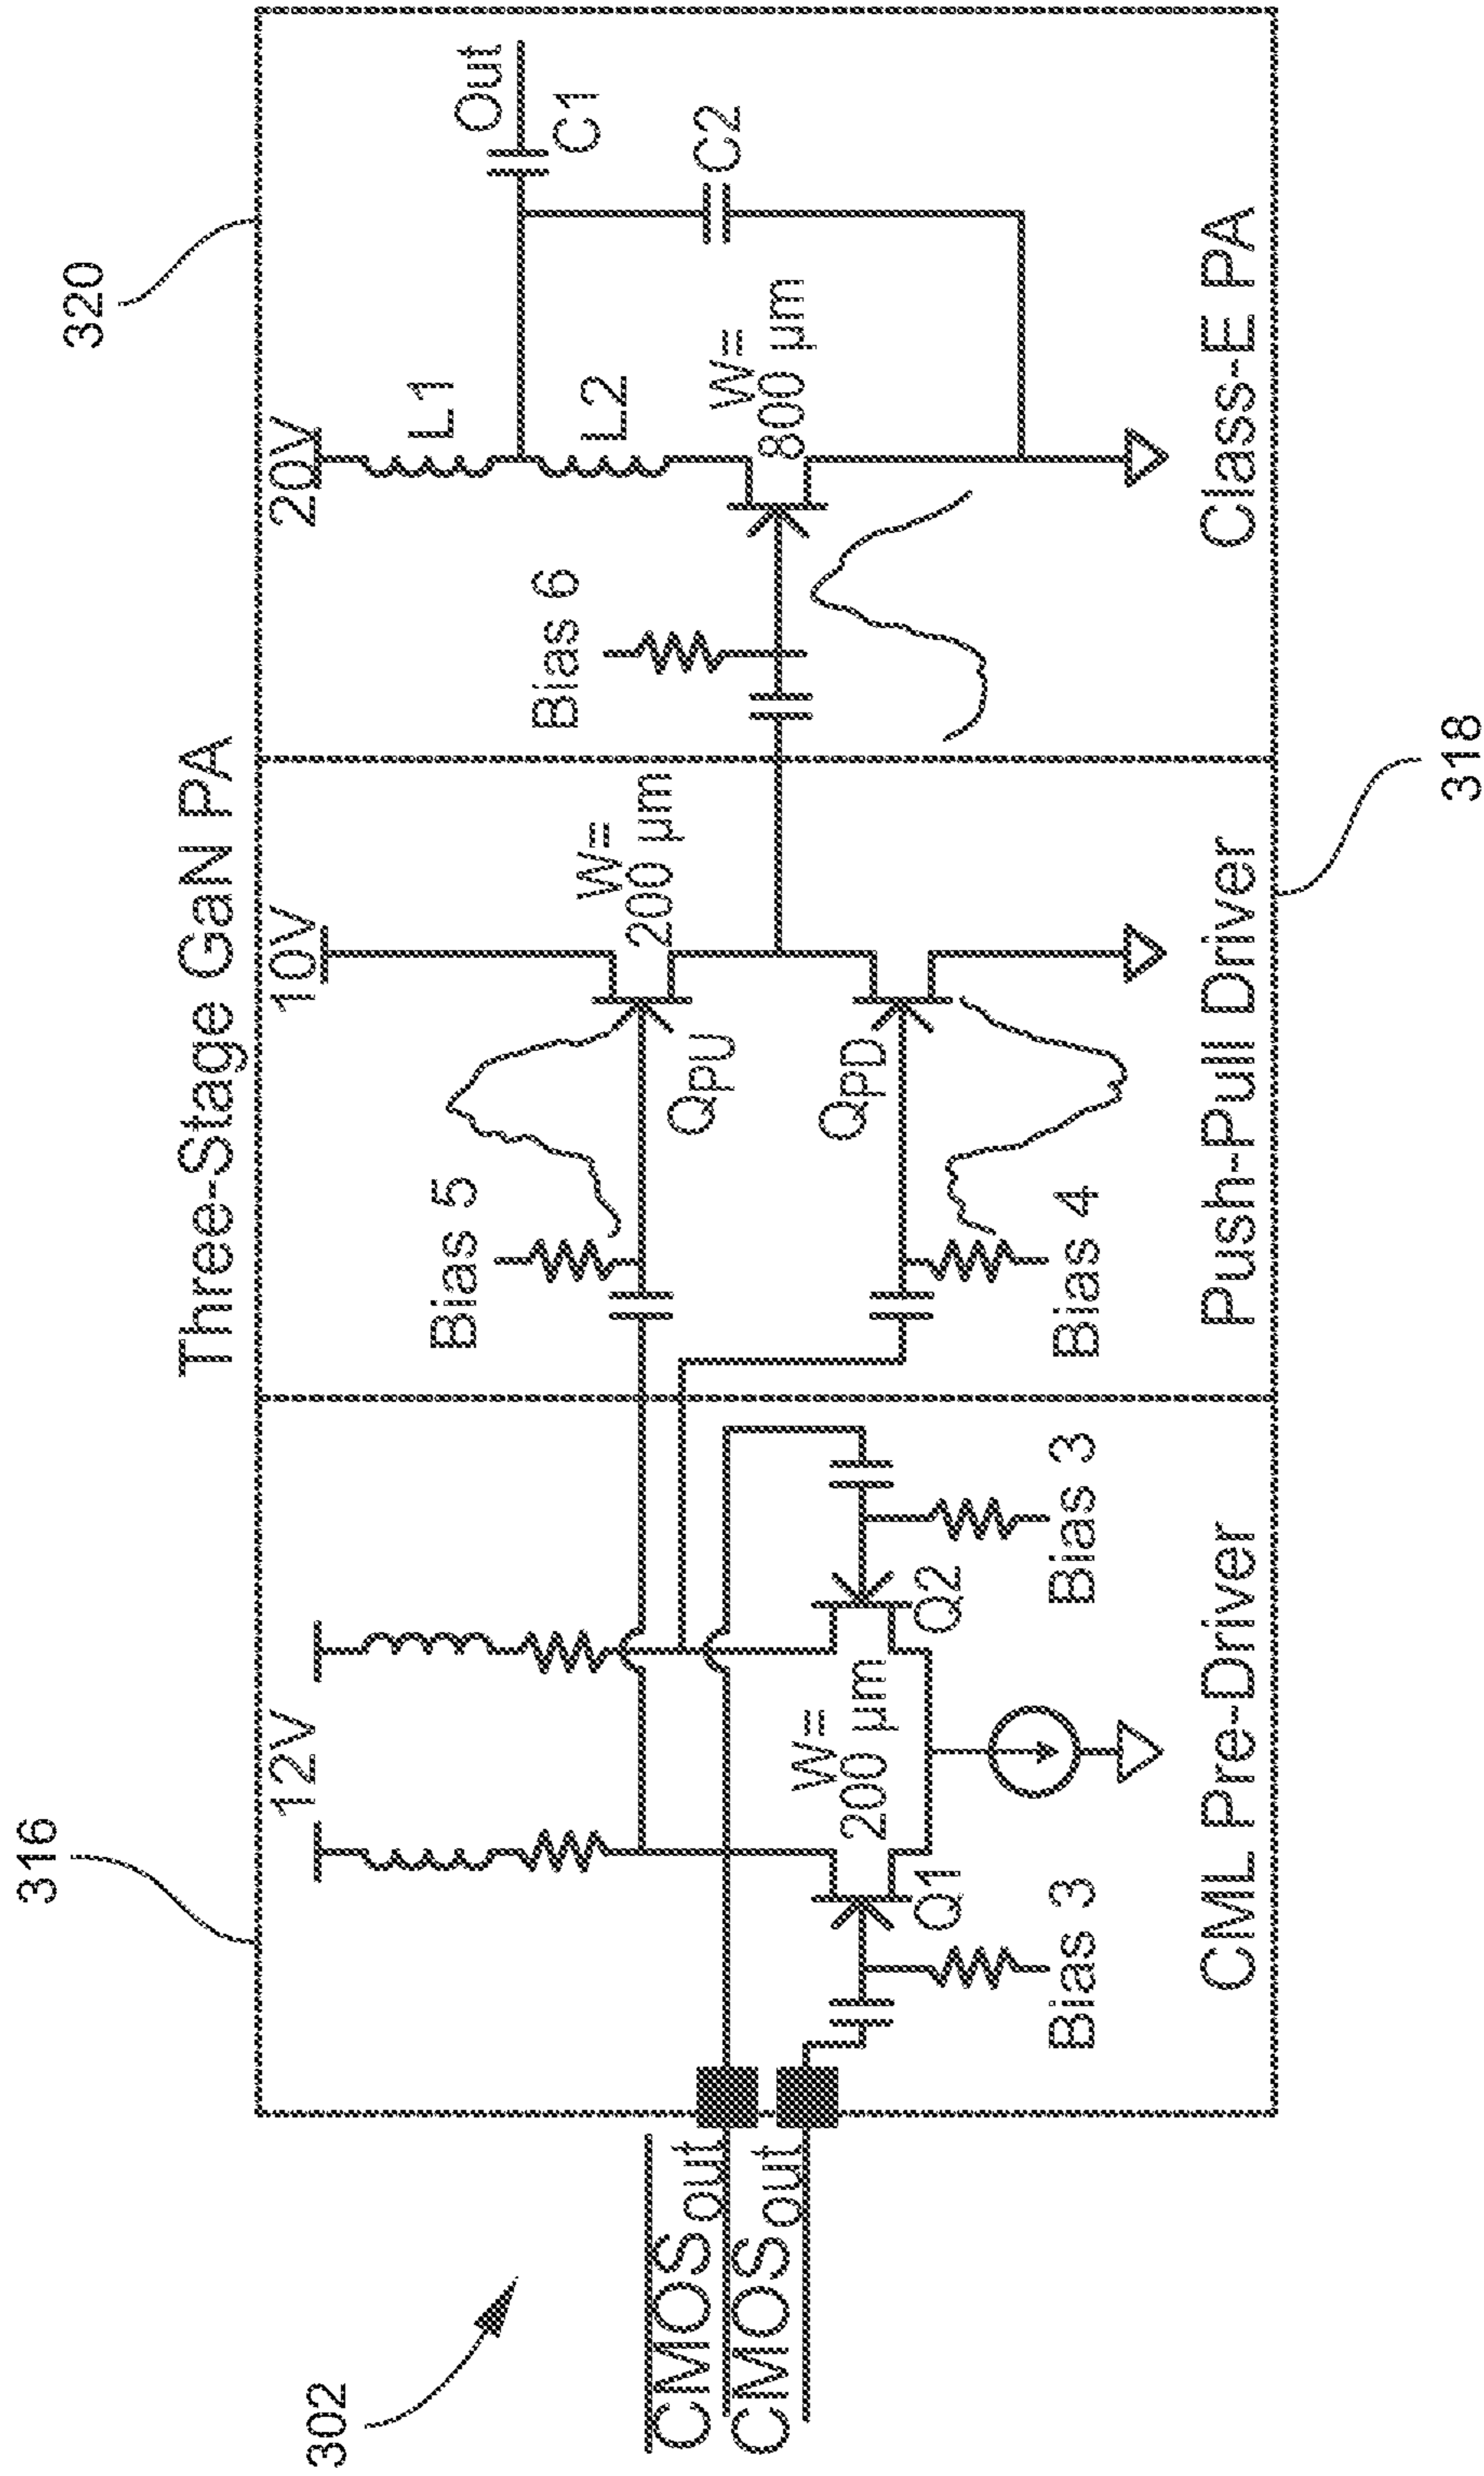 302
316
320
318
Three-Stage GaN PA
12V
10V
20V
CMOSout
CMOSout
Bias 3
Q1
W=
200 µm
Q2
Bias 3
CML Pre-Driver
Bias 5
QPU
W=
200 µm
QPD
Bias 4
Push-Pull Driver
Bias 6
L1
L2
W=
800 µm
Out
C1
C2
Class-E PA